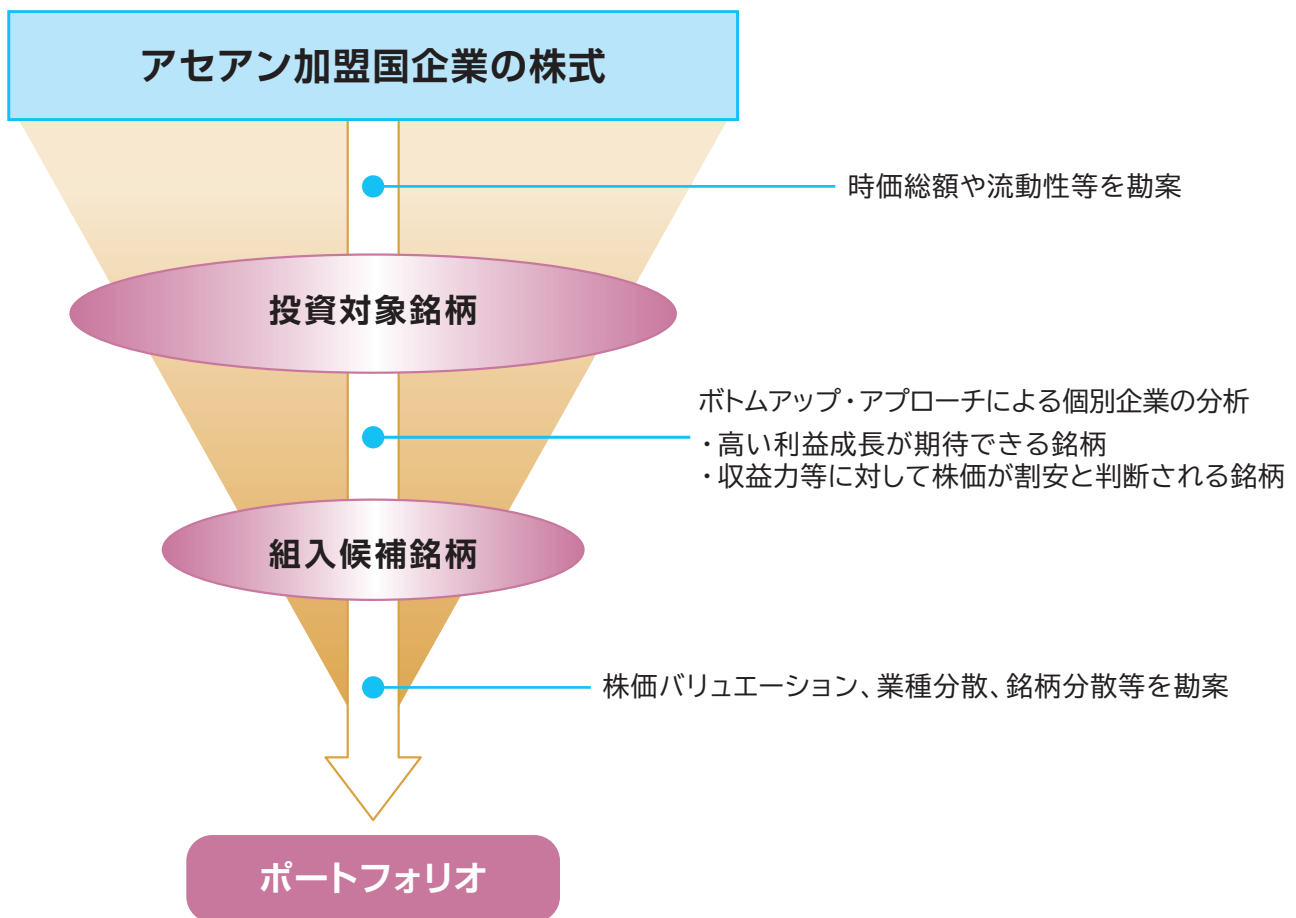 アセアン加盟国企業の株式
時価総額や流動性等を勘案
投資対象銘柄
ボトムアップ・アプローチによる個別企業の分析
・高い利益成長が期待できる銘柄
・収益力等に対して株価が割安と判断される銘柄
組入候補銘柄
株価バリュエーション、業種分散、銘柄分散等を勘案
ポートフォリオ